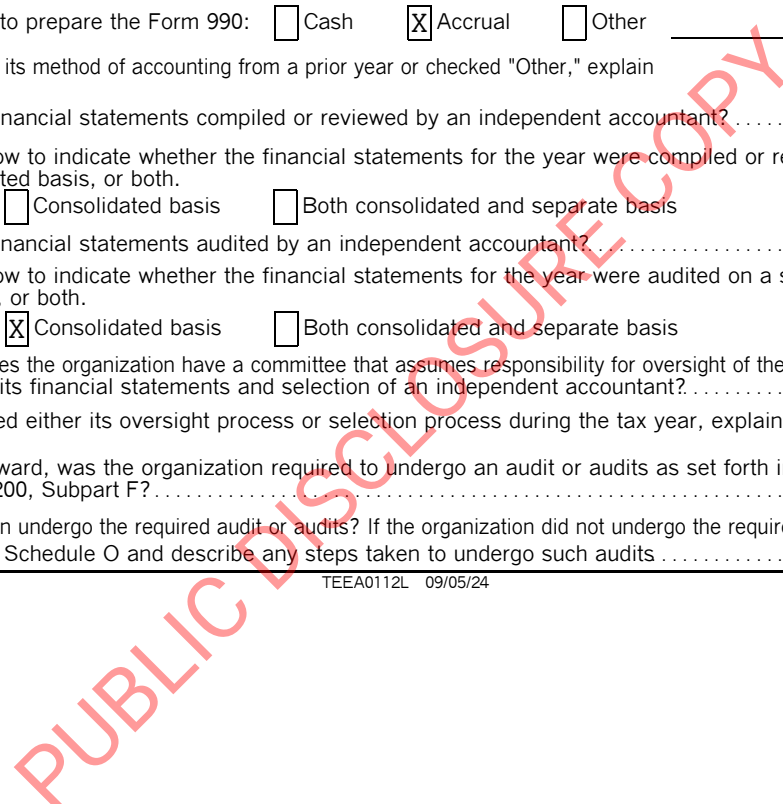 to prepare the Form 990: Cash X Accrual Other
its method of accounting from a prior year or checked "Other," explain
nancial statements compiled or reviewed by an independent accountant? . . . . .
ow to indicate whether the financial statements for the year were compiled or re
ted basis, or both.
Consolidated basis Both consolidated and separate basis
nancial statements audited by an independent accountant?. . . . . . . . . . . . . . . . . .
ow to indicate whether the financial statements for the year were audited on a s
, or both.
X Consolidated basis Both consolidated and separate basis
es the organization have a committee that assumes responsibility for oversight of the
its financial statements and selection of an independent accountant?. . . . . . . . .
ed either its oversight process or selection process during the tax year, explain
ward, was the organization required to undergo an audit or audits as set forth i
200, Subpart F? . . . . . . . . . . . . . . . . . . . . . . . . . . . . . . . . . . . . . . . . . . . . . . . . . . . . . . . . .
n undergo the required audit or audits? If the organization did not undergo the require
Schedule O and describe any steps taken to undergo such audits . . . . . . . . . . . .
TEEA0112L 09/05/24
PUBLIC DISCLOSURE COPY